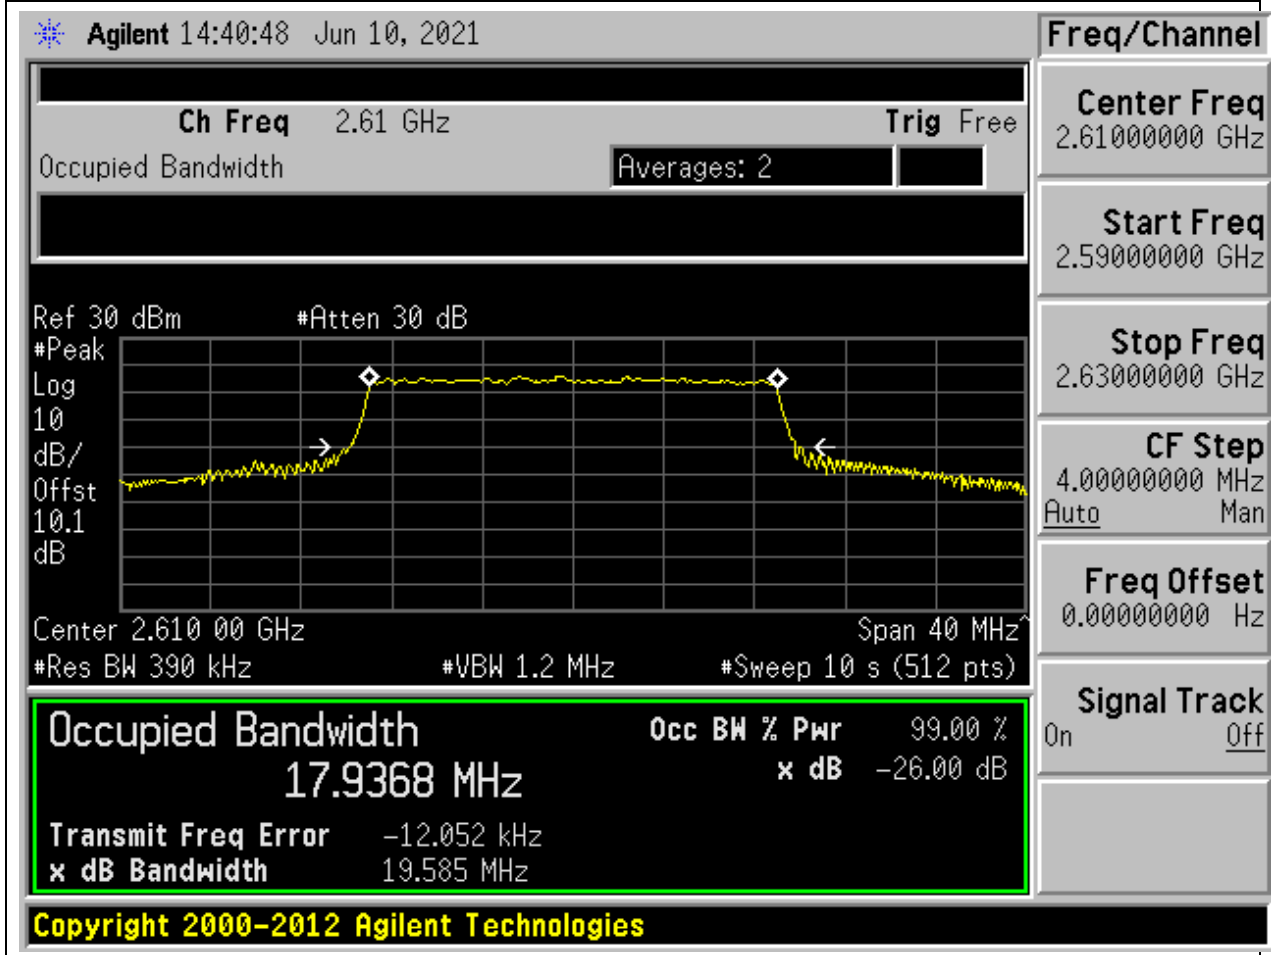 Agilent 14:40:48 Jun 10, 2021
Ch Freq 2.61 GHz Trig Free
Occupied Bandwidth Averages: 2
Ref 30 dBm #Atten 30 dB
#Peak
Log
10
dB/
Offst
10.1
dB
Center 2.610 00 GHz Span 40 MHz^
#Res BW 390 kHz #VBW 1.2 MHz #Sweep 10 s (512 pts)
Occupied Bandwidth Occ BW % Pwr 99.00 %
17.9368 MHz x dB -26.00 dB
Transmit Freq Error -12.052 kHz
x dB Bandwidth 19.585 MHz
Copyright 2000-2012 Agilent Technologies
Freq/Channel
Center Freq
2.61000000 GHz
Start Freq
2.59000000 GHz
Stop Freq
2.63000000 GHz
CF Step
4.00000000 MHz
Auto Man
Freq Offset
0.00000000 Hz
Signal Track
On Off